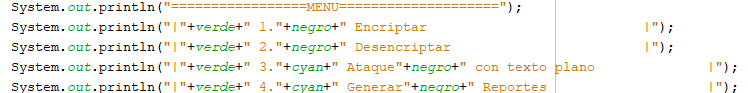 System.out.println("=================MENU====================");
System.out.println("|"+verde+" 1."+negro+" Encriptar                           |");
System.out.println("|"+verde+" 2."+negro+" Desencriptar                        |");
System.out.println("|"+verde+" 3."+cyan+" Ataque"+negro+" con texto plano              |");
System.out.println("|"+verde+" 4."+cyan+" Generar"+negro+" Reportes                    |");